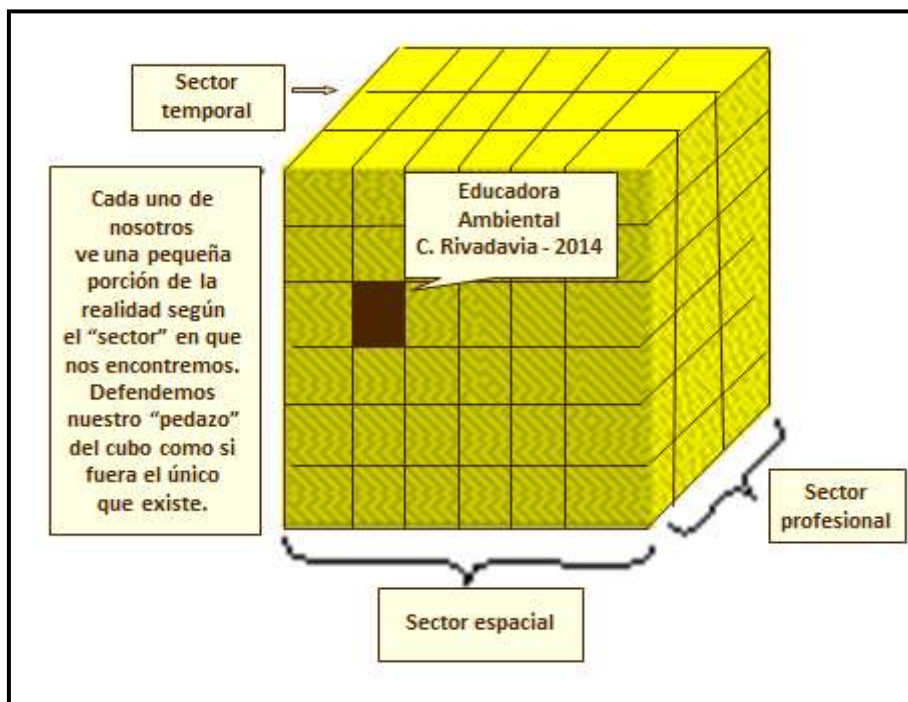 Sector
temporal
Cada uno de
nosotros
ve una pequeña
porción de la
realidad según
el “sector” en que
nos encontremos.
Defendemos
nuestro “pedazo”
del cubo como si
fuera el único
que existe.
Educadora
Ambiental
C. Rivadavia - 2014
Sector
profesional
Sector espacial